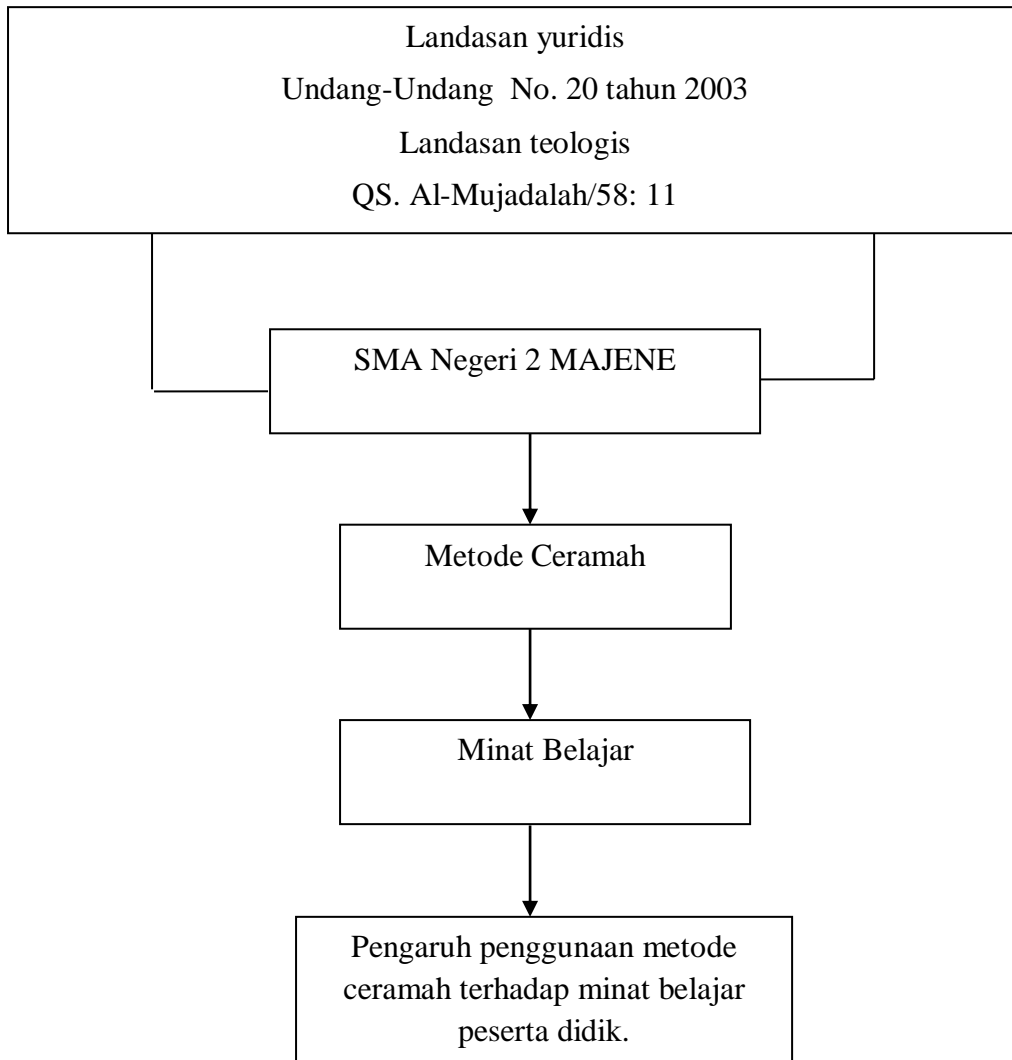 Landasan yuridis
Undang-Undang No. 20 tahun 2003
Landasan teologis
QS. Al-Mujadalah/58: 11
SMA Negeri 2 MAJENE
Metode Ceramah
Minat Belajar
Pengaruh penggunaan metode
ceramah terhadap minat belajar
peserta didik.